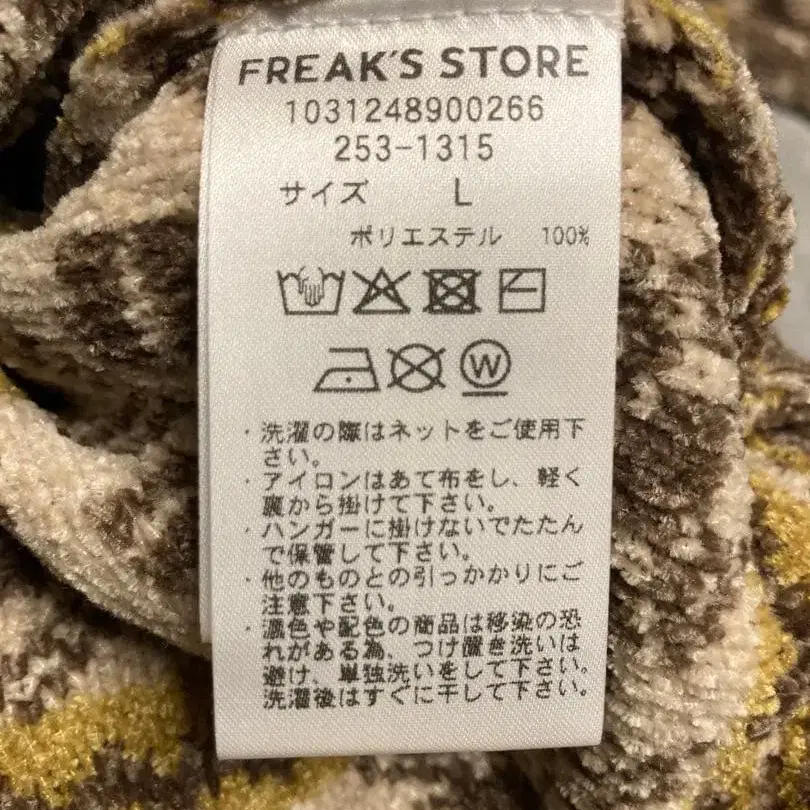 FREAK'S STORE
1031248900266
253-1315
サイズ L
ポリエステル 100%
W
・洗濯の際はネットをご使用下
さい。
・アイロンはあて布をし、軽く
裏から掛けて下さい。
・ハンガーに掛けないでたたん
で保管して下さい。
・他のものとの引っかかりにご
注意下さい。
・濃色や配色の商品は移染の恐
れがある為、つけ置き洗いは
避け、単独洗いをして下さい。
洗濯後はすぐに干して下さい。